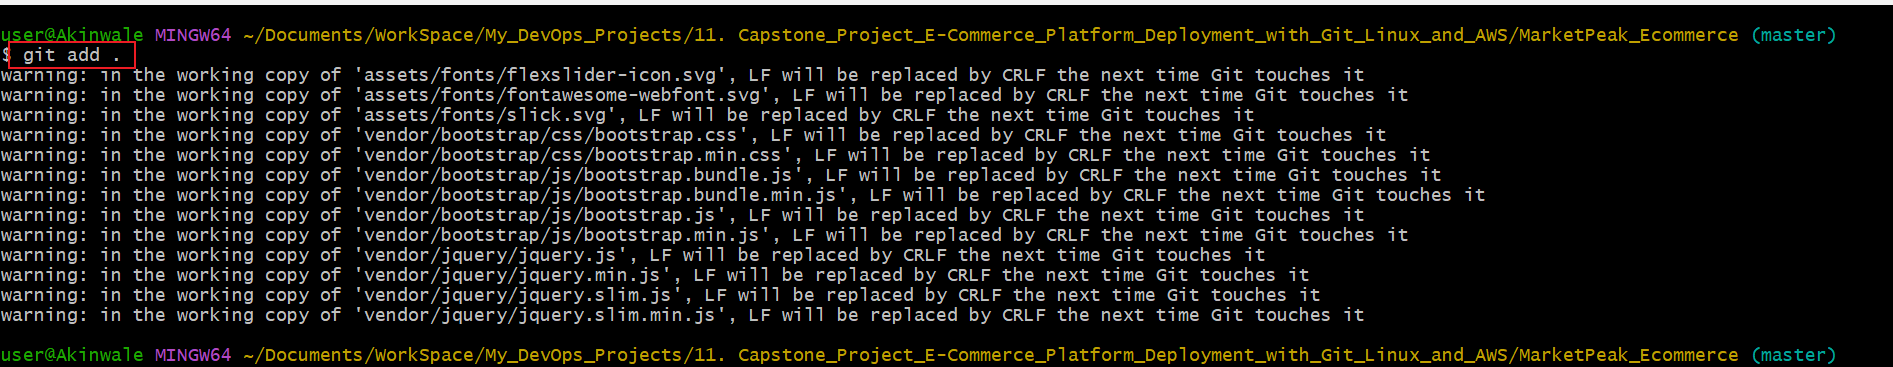 user@Akinwale MINGW64 ~/Documents/WorkSpace/My_DevOps_Projects/11. Capstone_Project_E-Commerce_Platform_Deployment_with_Git_Linux_and_AWS/MarketPeak_Ecommerce (master)
$ git add .
warning: in the working copy of 'assets/fonts/flexslider-icon.svg', LF will be replaced by CRLF the next time Git touches it
warning: in the working copy of 'assets/fonts/fontawesome-webfont.svg', LF will be replaced by CRLF the next time Git touches it
warning: in the working copy of 'assets/fonts/slick.svg', LF will be replaced by CRLF the next time Git touches it
warning: in the working copy of 'vendor/bootstrap/css/bootstrap.css', LF will be replaced by CRLF the next time Git touches it
warning: in the working copy of 'vendor/bootstrap/css/bootstrap.min.css', LF will be replaced by CRLF the next time Git touches it
warning: in the working copy of 'vendor/bootstrap/js/bootstrap.bundle.js', LF will be replaced by CRLF the next time Git touches it
warning: in the working copy of 'vendor/bootstrap/js/bootstrap.bundle.min.js', LF will be replaced by CRLF the next time Git touches it
warning: in the working copy of 'vendor/bootstrap/js/bootstrap.js', LF will be replaced by CRLF the next time Git touches it
warning: in the working copy of 'vendor/bootstrap/js/bootstrap.min.js', LF will be replaced by CRLF the next time Git touches it
warning: in the working copy of 'vendor/jquery/jquery.js', LF will be replaced by CRLF the next time Git touches it
warning: in the working copy of 'vendor/jquery/jquery.min.js', LF will be replaced by CRLF the next time Git touches it
warning: in the working copy of 'vendor/jquery/jquery.slim.js', LF will be replaced by CRLF the next time Git touches it
warning: in the working copy of 'vendor/jquery/jquery.slim.min.js', LF will be replaced by CRLF the next time Git touches it
user@Akinwale MINGW64 ~/Documents/WorkSpace/My_DevOps_Projects/11. Capstone_Project_E-Commerce_Platform_Deployment_with_Git_Linux_and_AWS/MarketPeak_Ecommerce (master)